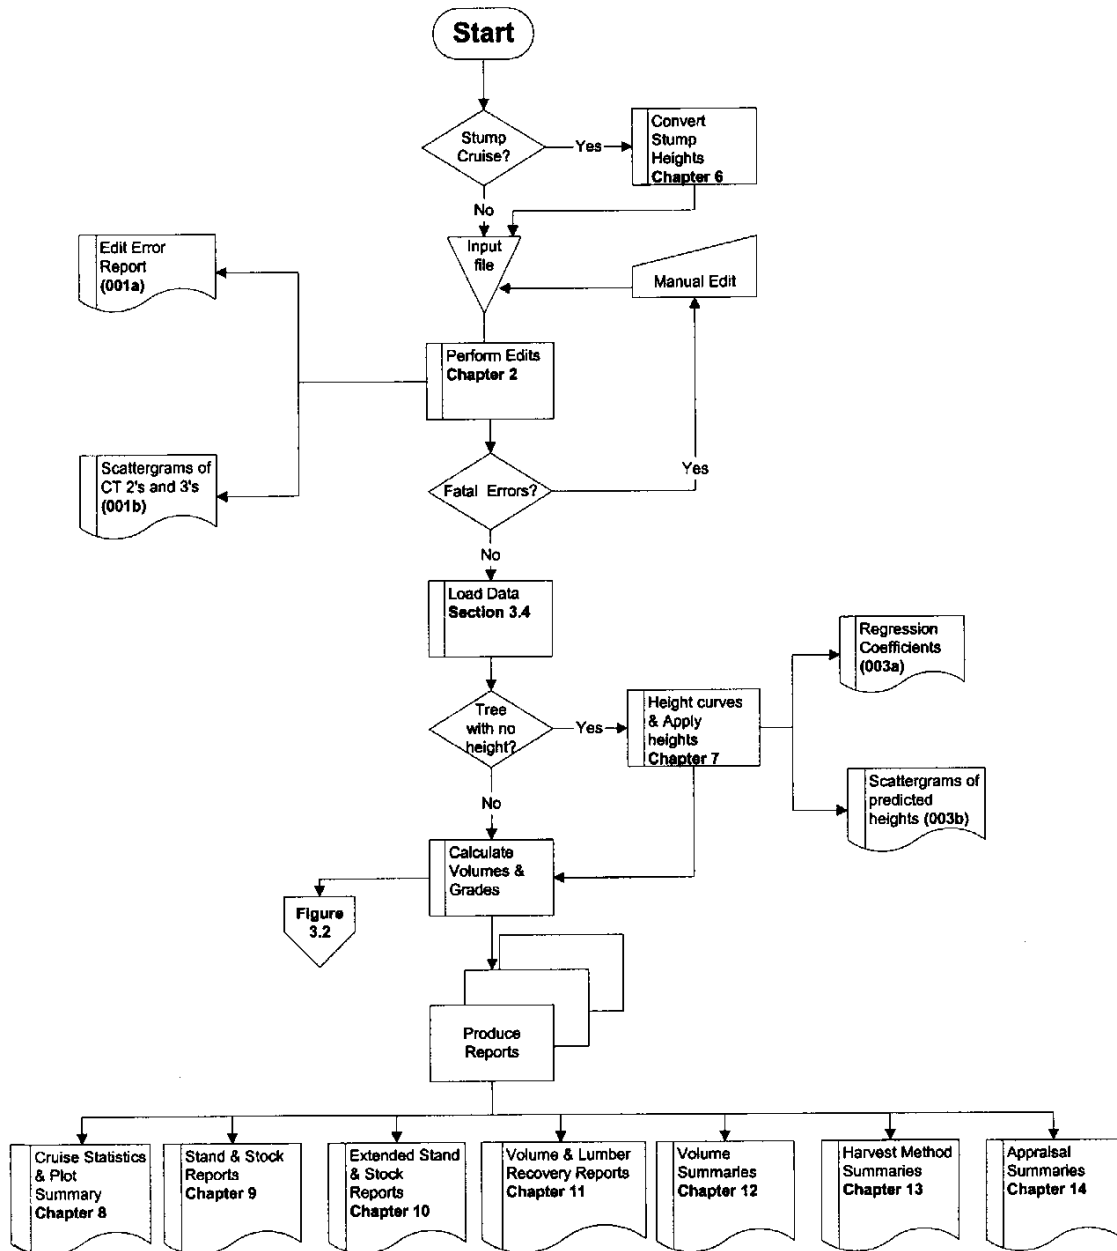 Start
Stump
Cruise?
Yes
Convert
Stump
Heights
Chapter 6
No
Input
file
Edit Error
Report
(001a)
Manual Edit
Perform Edits
Chapter 2
Scattergrams of
CT 2's and 3's
(001b)
Fatal Errors?
Yes
No
Load Data
Section 3.4
Regression
Coefficients
(003a)
Tree
with no
height?
Yes
Height curves
& Apply
heights
Chapter 7
Scattergrams of
predicted
heights (003b)
No
Calculate
Volumes &
Grades
Figure
3.2
Produce
Reports
Cruise Statistics
& Plot
Summary
Chapter 8
Stand & Stock
Reports
Chapter 9
Extended Stand
& Stock
Reports
Chapter 10
Volume & Lumber
Recovery Reports
Chapter 11
Volume
Summaries
Chapter 12
Harvest Method
Summaries
Chapter 13
Appraisal
Summaries
Chapter 14